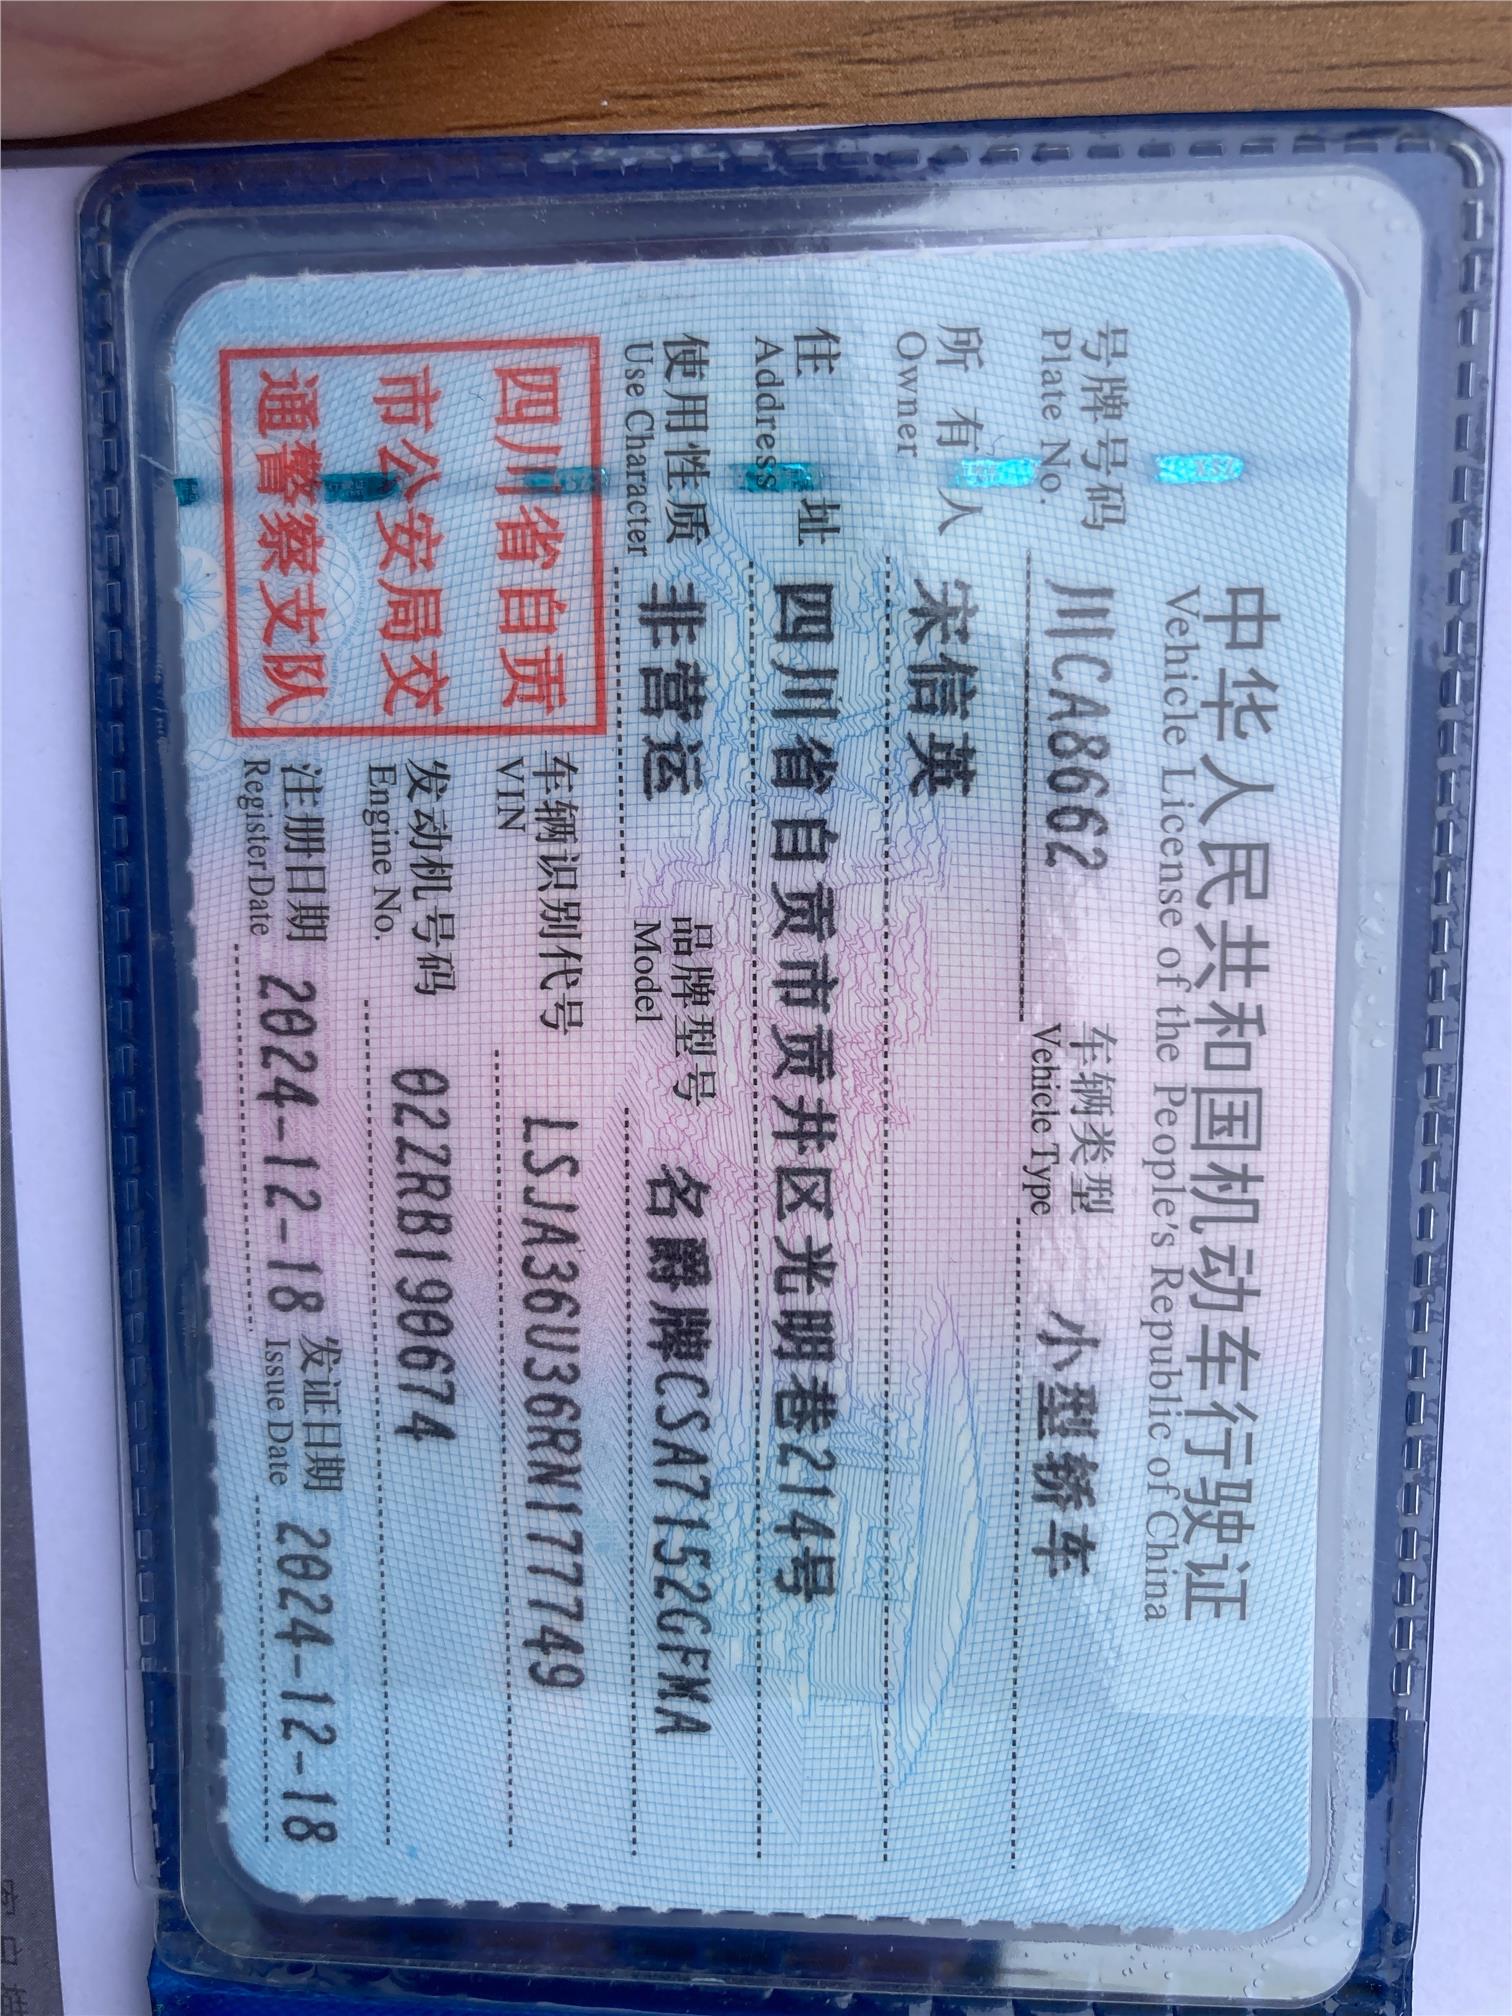 中华人民共和国机动车行驶证
Vehicle License of the People's Republic of China
号牌号码 川CA8662 车辆类型 小型轿车
Plate No. Vehicle Type
所有人 宋信英
Owner
住址 四川省自贡市贡井区光明巷214号
Address
使用性质 非营运 品牌型号 名爵牌CSA7152GFMA
Use Character Model
四川省自贡
市公安局交
通警察支队
车辆识别代号 LSJA36U36RN177749
VIN
发动机号码 02ZRB190674
Engine No.
注册日期 2024-12-18 发证日期 2024-12-18
Register Date Issue Date